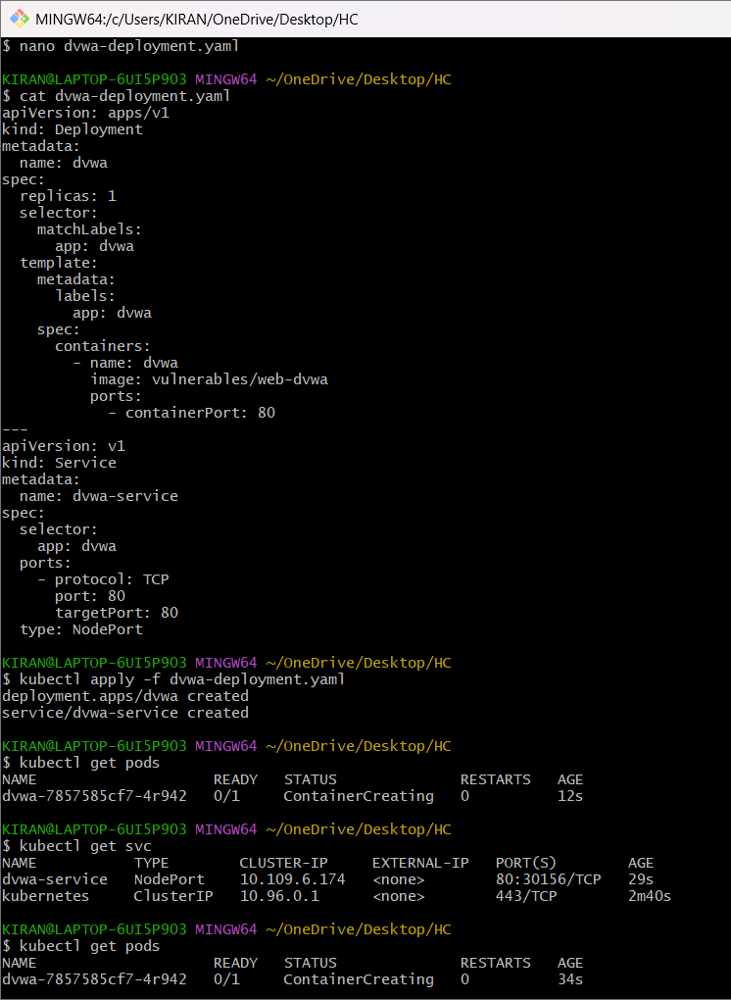 MINGW64:/c/Users/KIRAN/OneDrive/Desktop/HC
$ nano dvwa-deployment.yaml
KIRAN@LAPTOP-6UI5P903 MINGW64 ~/OneDrive/Desktop/HC
$ cat dvwa-deployment.yaml
apiVersion: apps/v1
kind: Deployment
metadata:
  name: dvwa
spec:
  replicas: 1
  selector:
    matchLabels:
      app: dvwa
  template:
    metadata:
      labels:
        app: dvwa
    spec:
      containers:
        - name: dvwa
          image: vulnerables/web-dvwa
          ports:
            - containerPort: 80
---
apiVersion: v1
kind: Service
metadata:
  name: dvwa-service
spec:
  selector:
    app: dvwa
  ports:
    - protocol: TCP
      port: 80
      targetPort: 80
  type: NodePort
KIRAN@LAPTOP-6UI5P903 MINGW64 ~/OneDrive/Desktop/HC
$ kubectl apply -f dvwa-deployment.yaml
deployment.apps/dvwa created
service/dvwa-service created
KIRAN@LAPTOP-6UI5P903 MINGW64 ~/OneDrive/Desktop/HC
$ kubectl get pods
NAME                    READY   STATUS              RESTARTS   AGE
dvwa-7857585cf7-4r942   0/1     ContainerCreating   0          12s
KIRAN@LAPTOP-6UI5P903 MINGW64 ~/OneDrive/Desktop/HC
$ kubectl get svc
NAME           TYPE        CLUSTER-IP     EXTERNAL-IP   PORT(S)        AGE
dvwa-service   NodePort    10.109.6.174   <none>        80:30156/TCP   29s
kubernetes     ClusterIP   10.96.0.1      <none>        443/TCP        2m40s
KIRAN@LAPTOP-6UI5P903 MINGW64 ~/OneDrive/Desktop/HC
$ kubectl get pods
NAME                    READY   STATUS              RESTARTS   AGE
dvwa-7857585cf7-4r942   0/1     ContainerCreating   0          34s